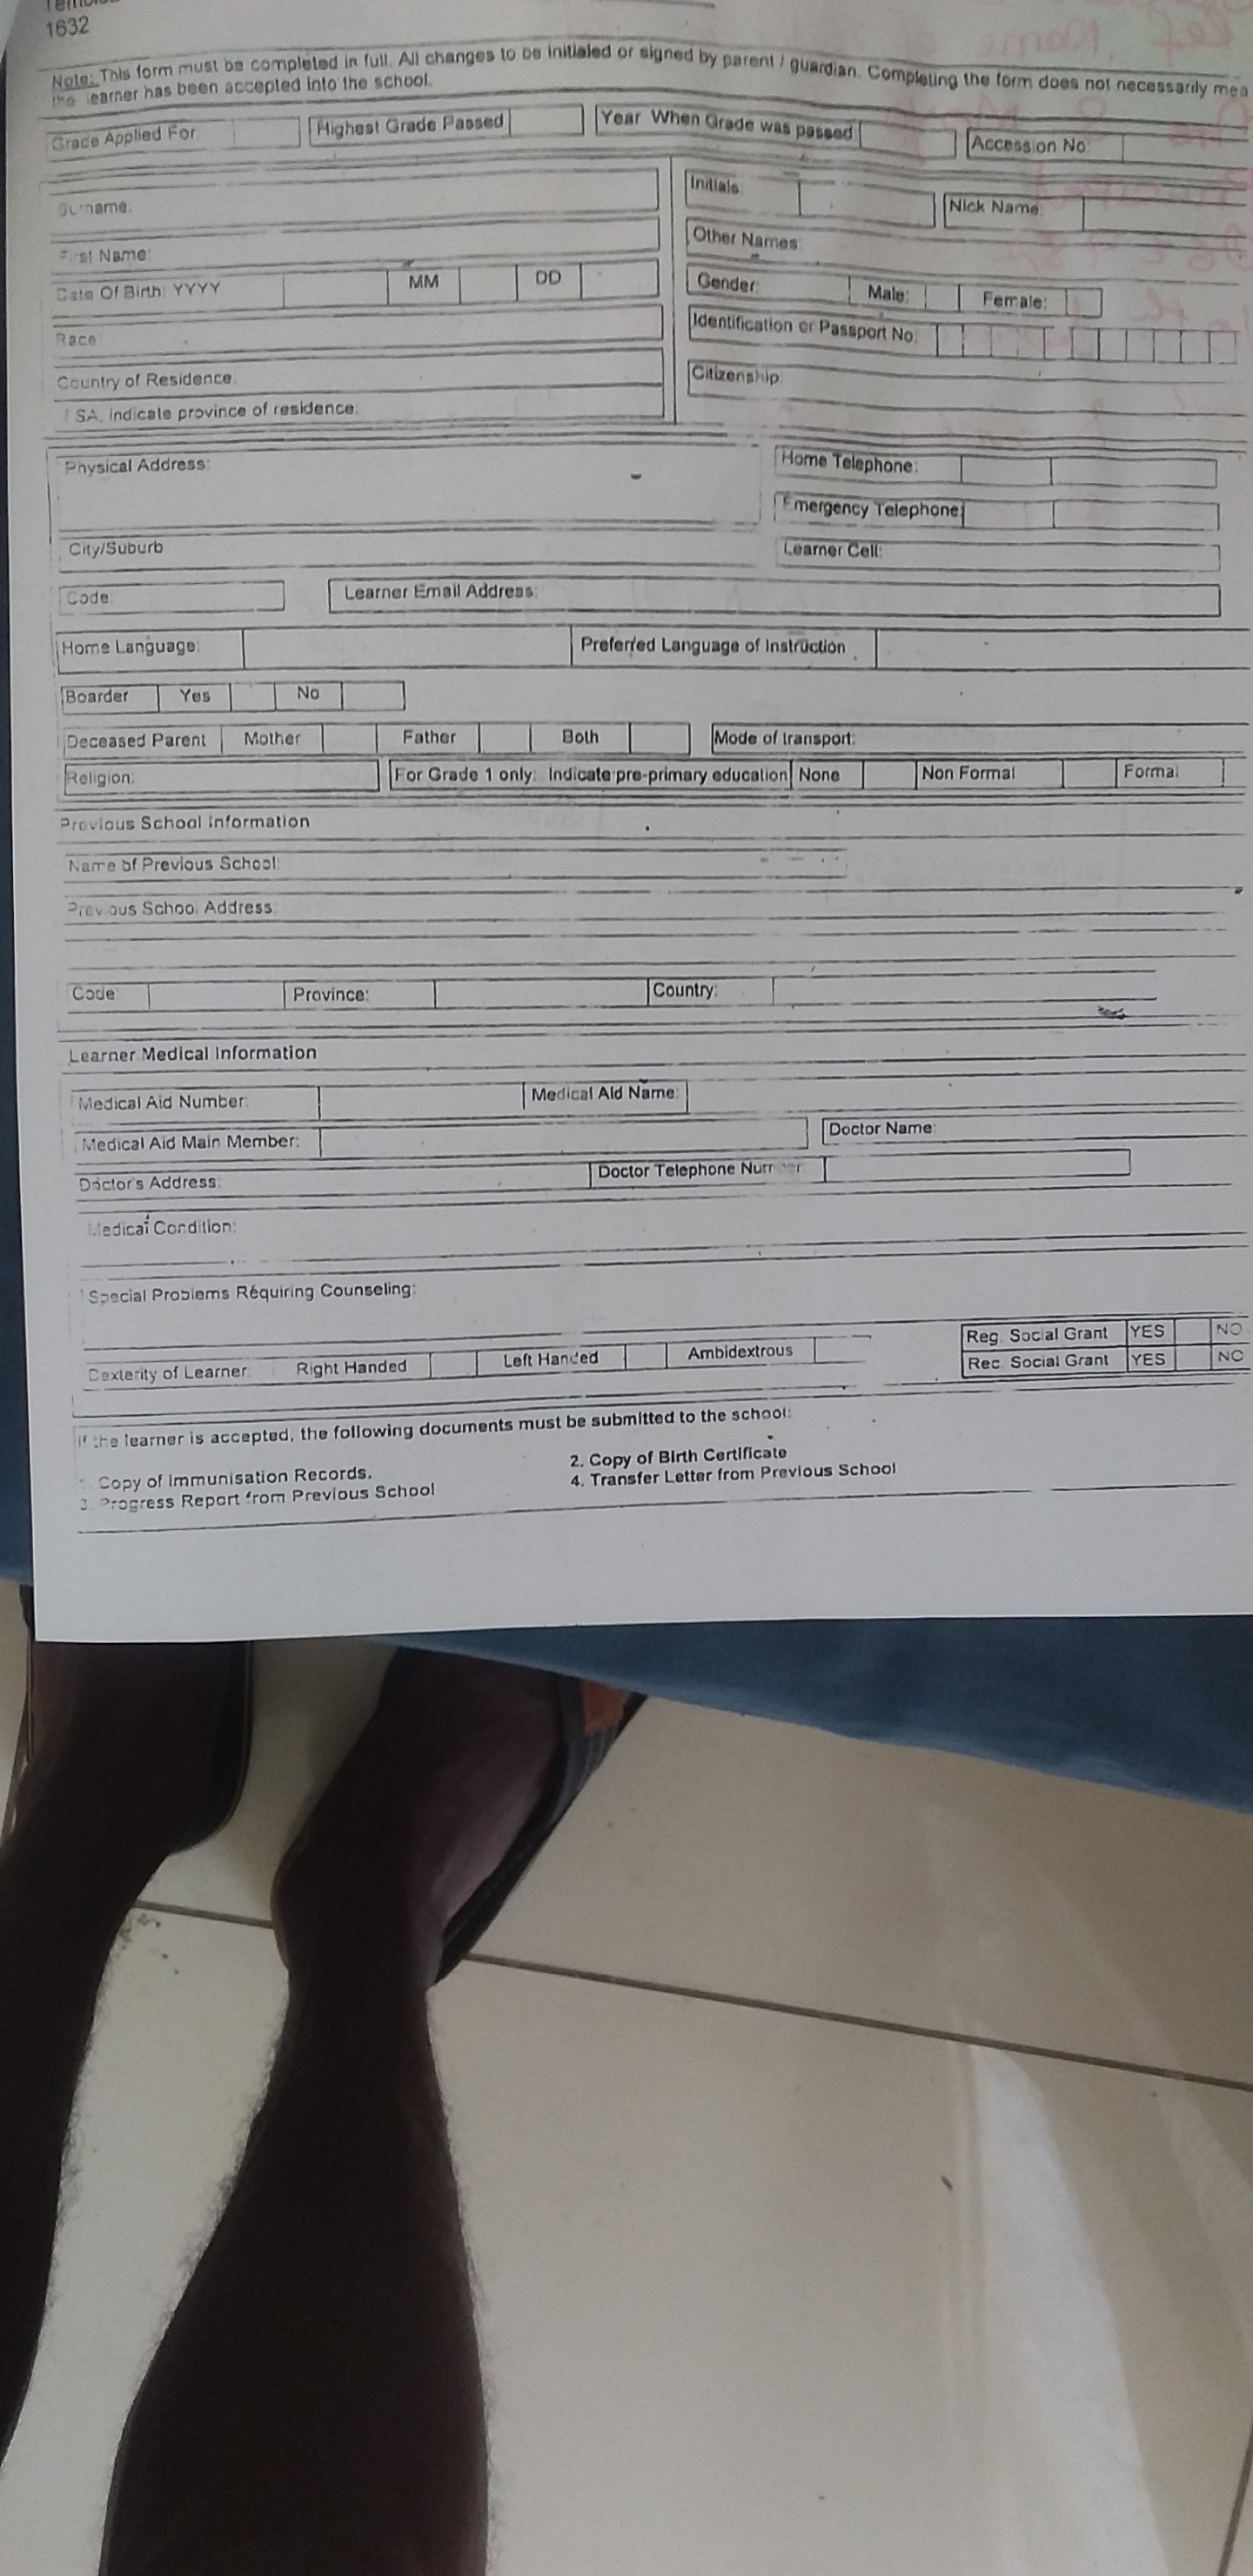 1632
Note: This form must be completed in full. All changes to be initialed or signed by parent / guardian. Completing the form does not necessarily mea
the learner has been accepted into the school.
Grade Applied For Highest Grade Passed Year When Grade was passed Accession No:
Surname: Initials: Nick Name:
First Name: Other Names:
Date Of Birth: YYYY MM DD Gender: Male: Female:
Race: Identification or Passport No:
Country of Residence: Citizenship:
SA, indicate province of residence:
Physical Address: Home Telephone:
Emergency Telephone:
City/Suburb Learner Cell:
Code: Learner Email Address:
Home Language: Preferred Language of Instruction
Boarder Yes No
Deceased Parent Mother Father Both Mode of transport:
Religion: For Grade 1 only: Indicate pre-primary education None Non Formal Formal
Previous School Information
Name of Previous School:
Previous School Address:
Code: Province: Country:
Learner Medical Information
Medical Aid Number: Medical Aid Name:
Medical Aid Main Member: Doctor Name:
Doctor's Address: Doctor Telephone Number
Medical Condition:
Special Problems Requiring Counseling:
Reg. Social Grant YES NO
Dexterity of Learner Right Handed Left Handed Ambidextrous Rec. Social Grant YES NO
If the learner is accepted, the following documents must be submitted to the school:
1. Copy of Immunisation Records. 2. Copy of Birth Certificate
3. Progress Report from Previous School 4. Transfer Letter from Previous School